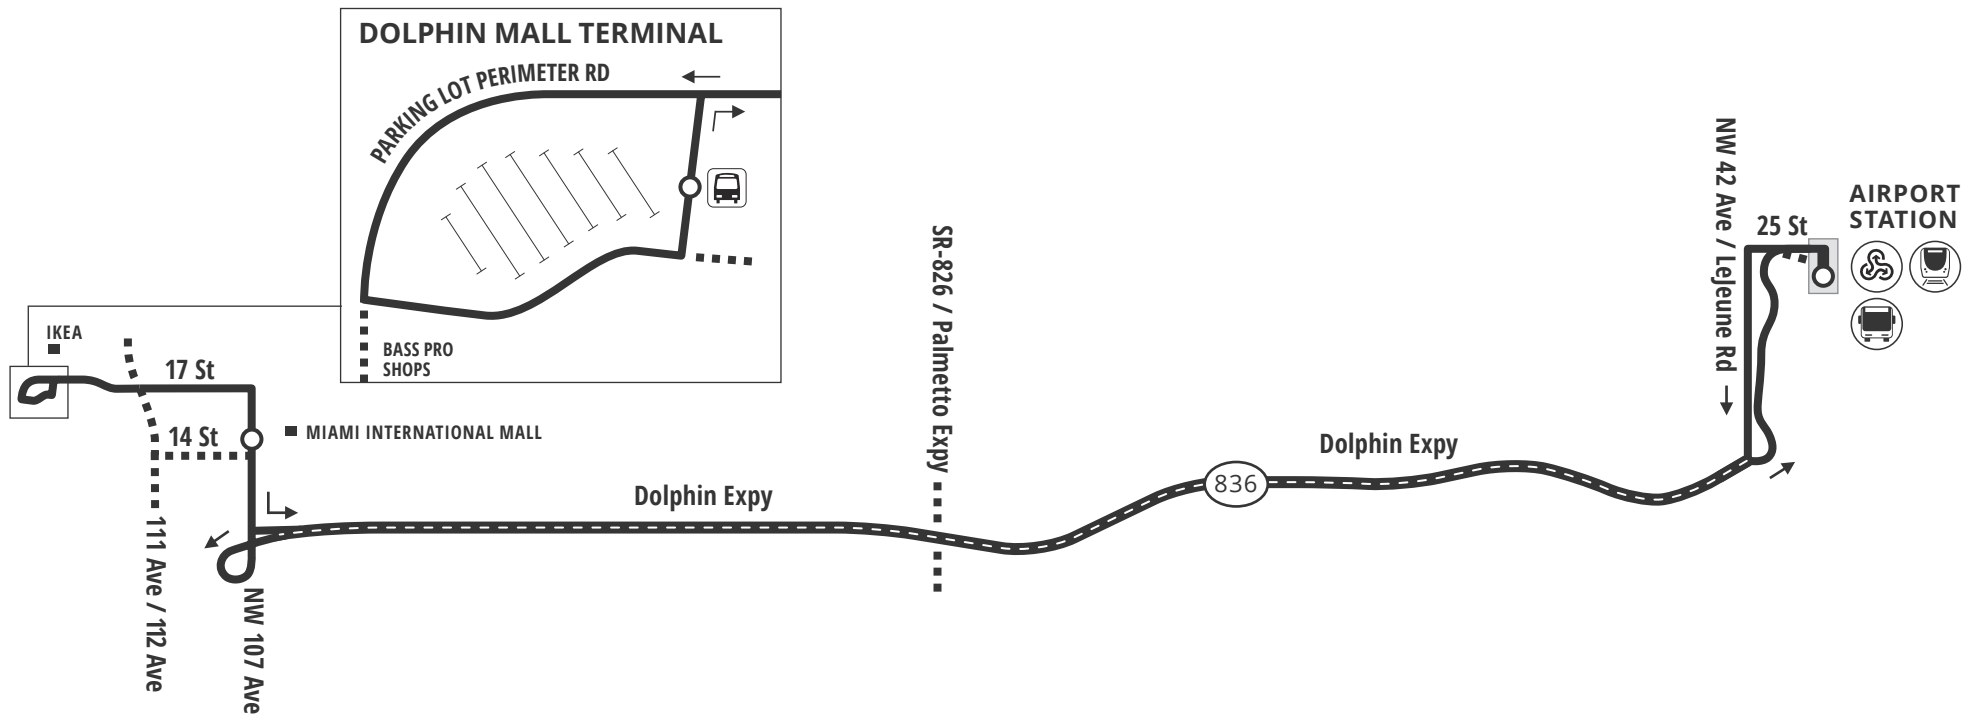 DOLPHIN MALL TERMINAL
PARKING LOT PERIMETER RD
BASS PRO
SHOPS
IKEA
17 St
14 St
MIAMI INTERNATIONAL MALL
111 Ave / 112 Ave
NW 107 Ave
Dolphin Expy
SR-826 / Palmetto Expy
836
Dolphin Expy
NW 42 Ave / LeJeune Rd
25 St
AIRPORT
STATION